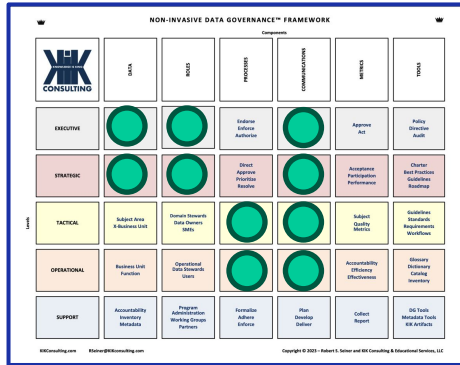 NON-INVASIVE DATA GOVERNANCE™ FRAMEWORK
Components
KIK
CONSULTING
DATA
ROLES
PROCESSES
COMMUNICATIONS
METRICS
TOOLS
Levels
EXECUTIVE
Endorse
Enforce
Authorize
Approve
Act
Policy
Directive
Audit
STRATEGIC
Direct
Approve
Prioritize
Resolve
Acceptance
Participation
Performance
Charter
Best Practices
Guidelines
Roadmap
TACTICAL
Subject Area
X-Business Unit
Domain Stewards
Data Owners
SMEs
Subject
Quality
Metrics
Guidelines
Standards
Requirements
Workflows
OPERATIONAL
Business Unit
Function
Operational
Data Stewards
Users
Accountability
Efficiency
Effectiveness
Glossary
Dictionary
Catalog
Inventory
SUPPORT
Accountability
Inventory
Metadata
Program
Administration
Working Groups
Partners
Formalize
Adhere
Enforce
Plan
Develop
Deliver
Collect
Report
DG Tools
Metadata Tools
KIK Artifacts
KIKConsulting.com RSeiner@KIKconsulting.com Copyright © 2023 – Robert S. Seiner and KIK Consulting & Educational Services, LLC